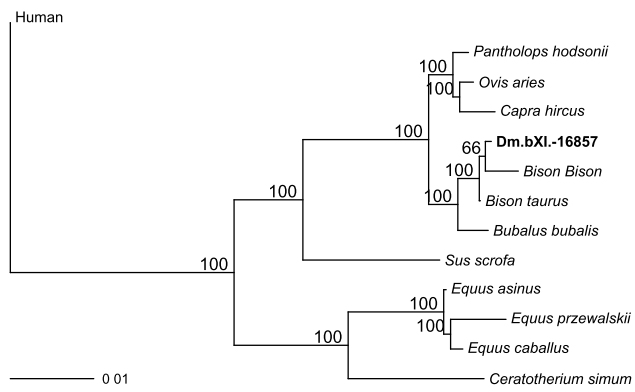 Human
Pantholops hodsonii
100
Ovis aries
100
Capra hircus
100
Dm.bXI.-16857
66
Bison Bison
100
Bison taurus
100
100
Bubalus bubalis
Sus scrofa
100
Equus asinus
100
Equus przewalskii
100
100
Equus caballus
Ceratotherium simum
0 01